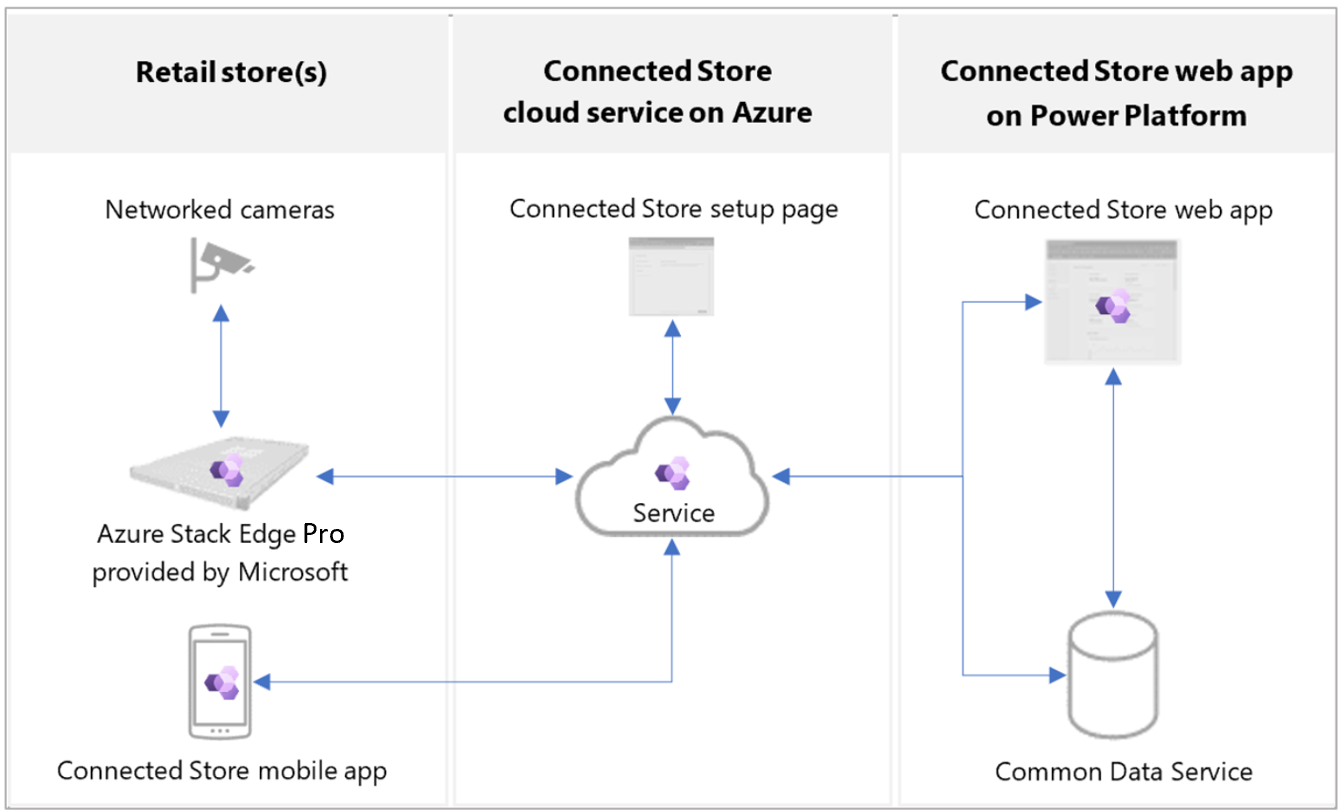 Retail store(s)
Connected Store
cloud service on Azure
Connected Store web app
on Power Platform
Networked cameras
Connected Store setup page
Connected Store web app
Service
Azure Stack Edge Pro
provided by Microsoft
Connected Store mobile app
Common Data Service